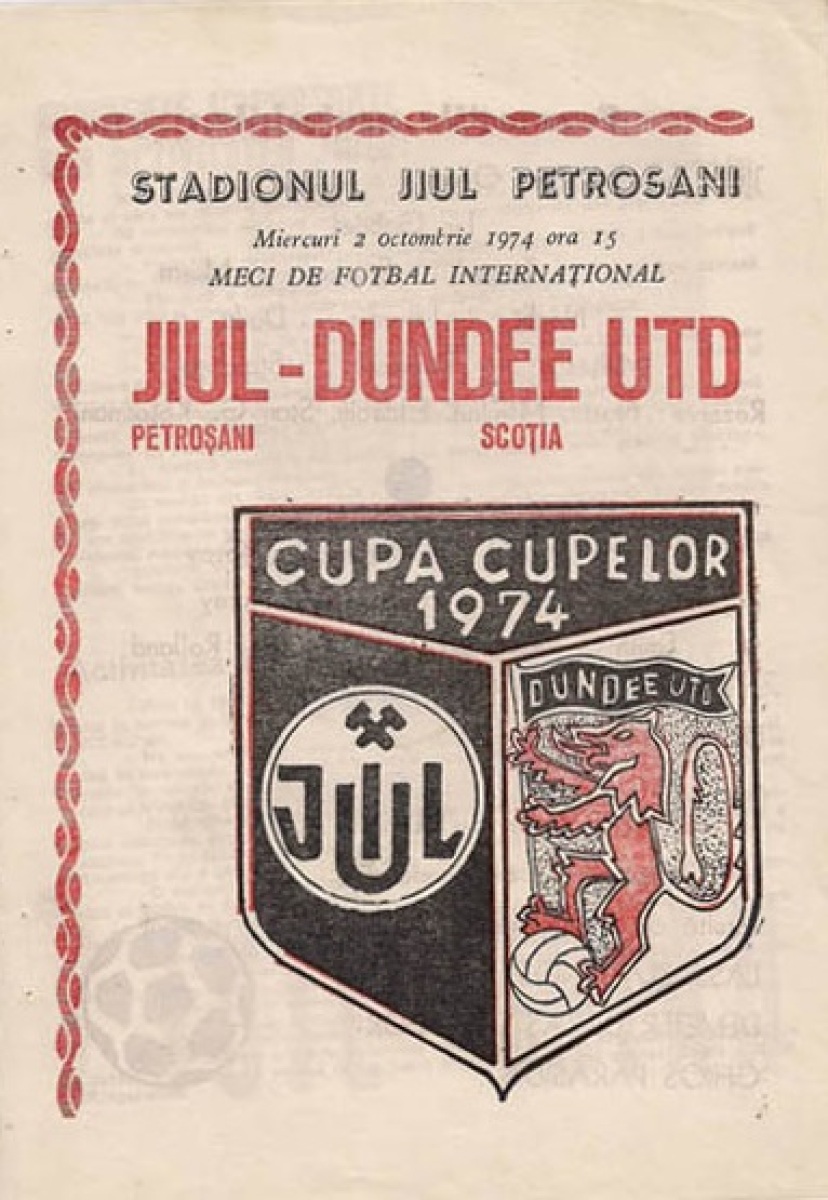 STADIONUL JIUL PETROSANI
Miercuri 2 octombrie 1974 ora 15
MECI DE FOTBAL INTERNAȚIONAL
JIUL - DUNDEE UTD
PETROȘANI SCOȚIA
CUPA CUPELOR
1974
DUNDEE UTD
JIUL